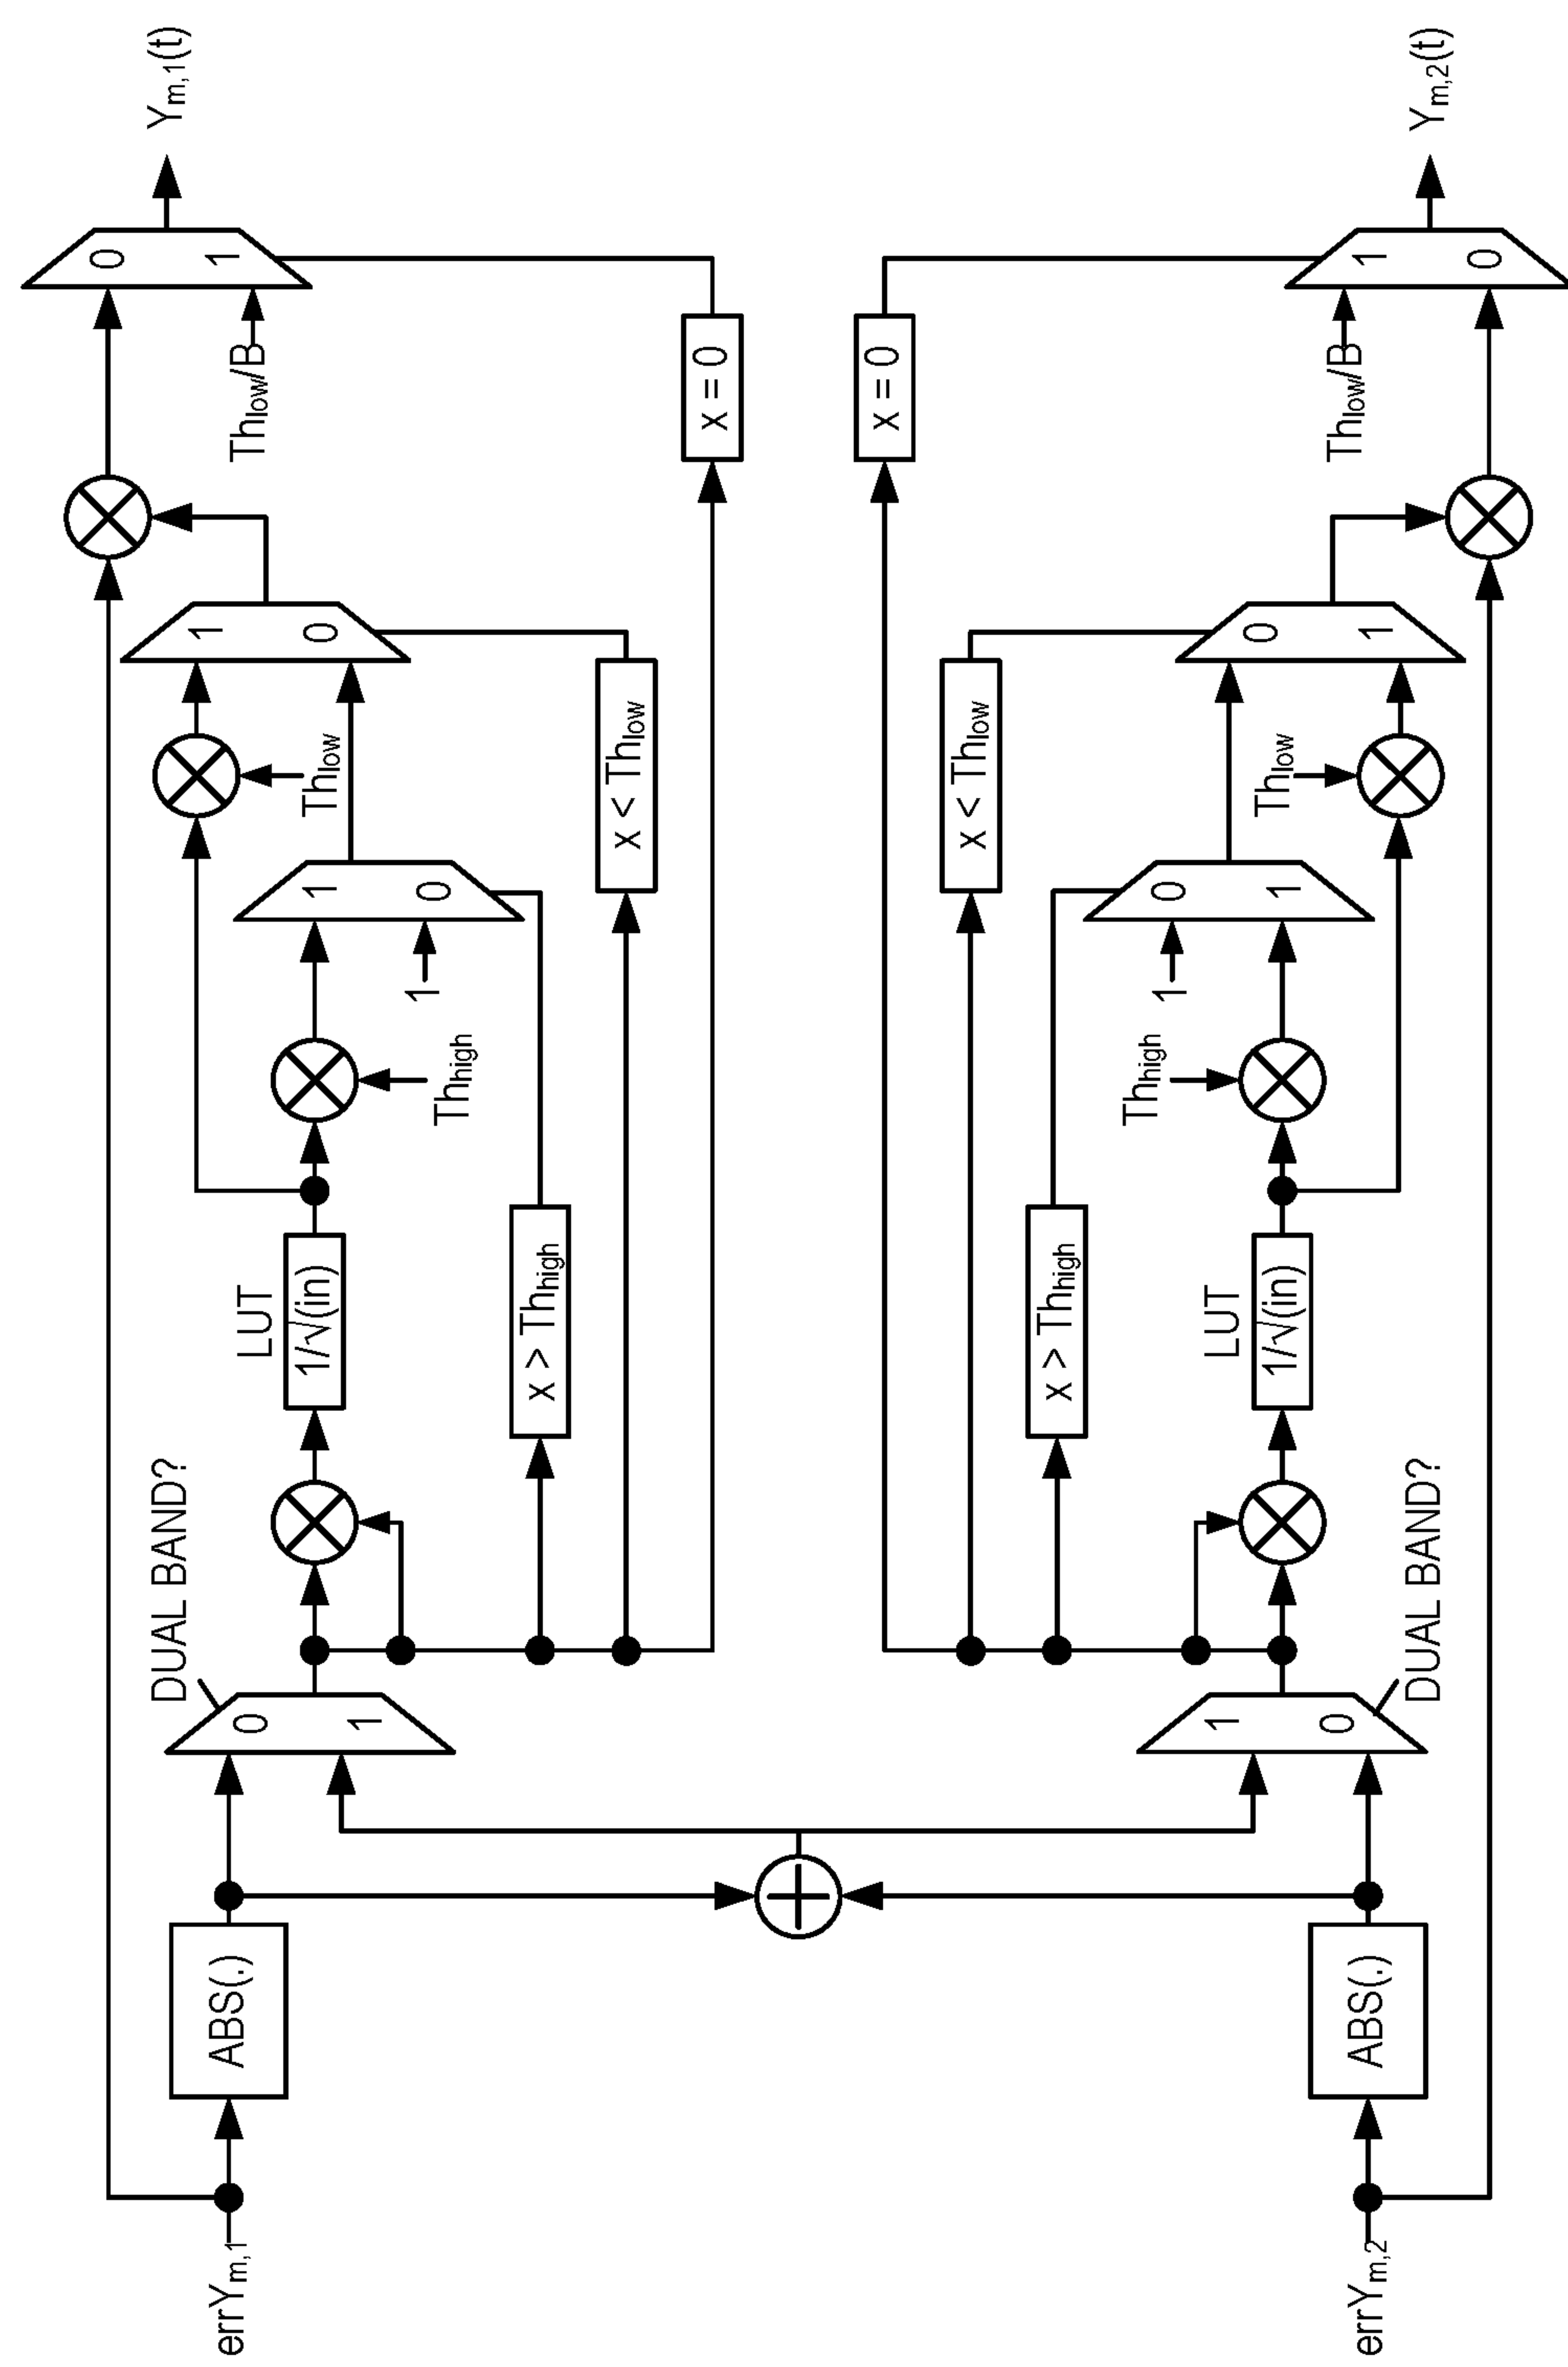 errY_m,1
ABS(.)
DUAL BAND?
0
1
LUT
1/√(in)
x > Th_high
Th_high
1
1
0
Th_low
x < Th_low
1
0
x = 0
Th_low/B
0
1
Y_m,1(t)
errY_m,2
ABS(.)
DUAL BAND?
1
0
LUT
1/√(in)
x > Th_high
Th_high
1
0
1
Th_low
x < Th_low
0
1
x = 0
Th_low/B
1
0
Y_m,2(t)